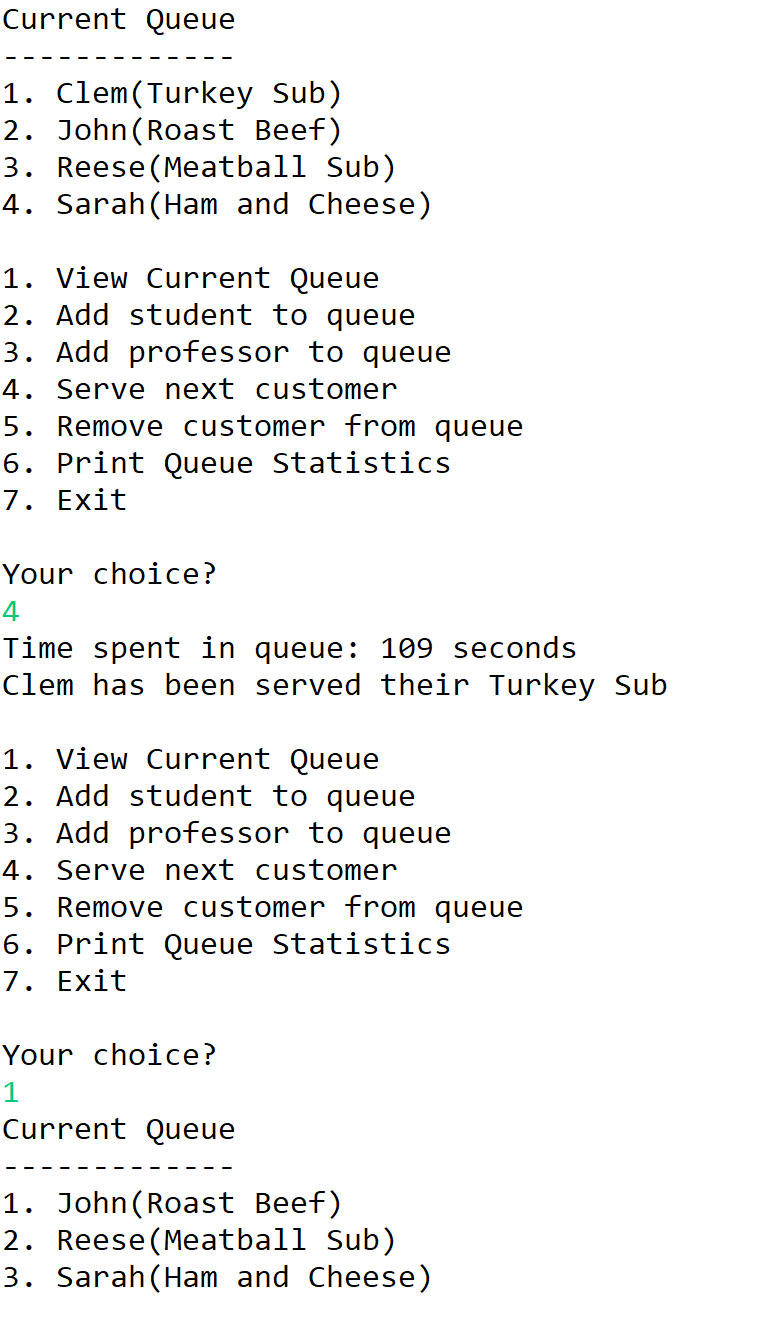 Current Queue
-------------
1. Clem(Turkey Sub)
2. John(Roast Beef)
3. Reese(Meatball Sub)
4. Sarah(Ham and Cheese)

1. View Current Queue
2. Add student to queue
3. Add professor to queue
4. Serve next customer
5. Remove customer from queue
6. Print Queue Statistics
7. Exit

Your choice?
4
Time spent in queue: 109 seconds
Clem has been served their Turkey Sub

1. View Current Queue
2. Add student to queue
3. Add professor to queue
4. Serve next customer
5. Remove customer from queue
6. Print Queue Statistics
7. Exit

Your choice?
1
Current Queue
-------------
1. John(Roast Beef)
2. Reese(Meatball Sub)
3. Sarah(Ham and Cheese)